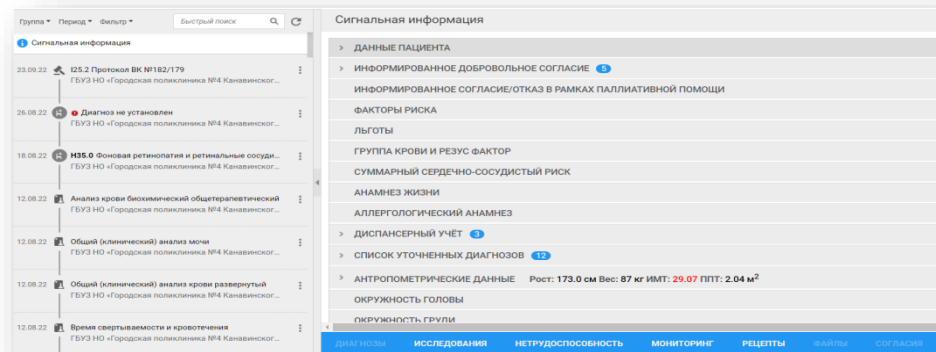 Группа Период Фильтр Быстрый поиск
Сигнальная информация
23.09.22 I25.2 Протокол ВК №182/179
ГБУЗ НО «Городская поликлиника №4 Канавинског...
26.08.22 Диагноз не установлен
ГБУЗ НО «Городская поликлиника №4 Канавинског...
18.08.22 H35.0 Фоновая ретинопатия и ретинальные сосуди...
ГБУЗ НО «Городская поликлиника №4 Канавинског...
12.08.22 Анализ крови биохимический общетерапевтический
ГБУЗ НО «Городская поликлиника №4 Канавинског...
12.08.22 Общий (клинический) анализ мочи
ГБУЗ НО «Городская поликлиника №4 Канавинског...
12.08.22 Общий (клинический) анализ крови развернутый
ГБУЗ НО «Городская поликлиника №4 Канавинског...
12.08.22 Время свертываемости и кровотечения
ГБУЗ НО «Городская поликлиника №4 Канавинског...
Сигнальная информация
ДАННЫЕ ПАЦИЕНТА
ИНФОРМИРОВАННОЕ ДОБРОВОЛЬНОЕ СОГЛАСИЕ 5
ИНФОРМИРОВАННОЕ СОГЛАСИЕ/ОТКАЗ В РАМКАХ ПАЛЛИАТИВНОЙ ПОМОЩИ
ФАКТОРЫ РИСКА
ЛЬГОТЫ
ГРУППА КРОВИ И РЕЗУС ФАКТОР
СУММАРНЫЙ СЕРДЕЧНО-СОСУДИСТЫЙ РИСК
АНАМНЕЗ ЖИЗНИ
АЛЛЕРГОЛОГИЧЕСКИЙ АНАМНЕЗ
ДИСПАНСЕРНЫЙ УЧЁТ 3
СПИСОК УТОЧНЕННЫХ ДИАГНОЗОВ 12
АНТРОПОМЕТРИЧЕСКИЕ ДАННЫЕ Рост: 173.0 см Вес: 87 кг ИМТ: 29.07 ППТ: 2.04 м²
ОКРУЖНОСТЬ ГОЛОВЫ
ОКРУЖНОСТЬ ГРУДИ
ДИАГНОЗЫ ИССЛЕДОВАНИЯ НЕТРУДОСПОСОБНОСТЬ МОНИТОРИНГ РЕЦЕПТЫ ФАЙЛЫ СОГЛАСИЯ